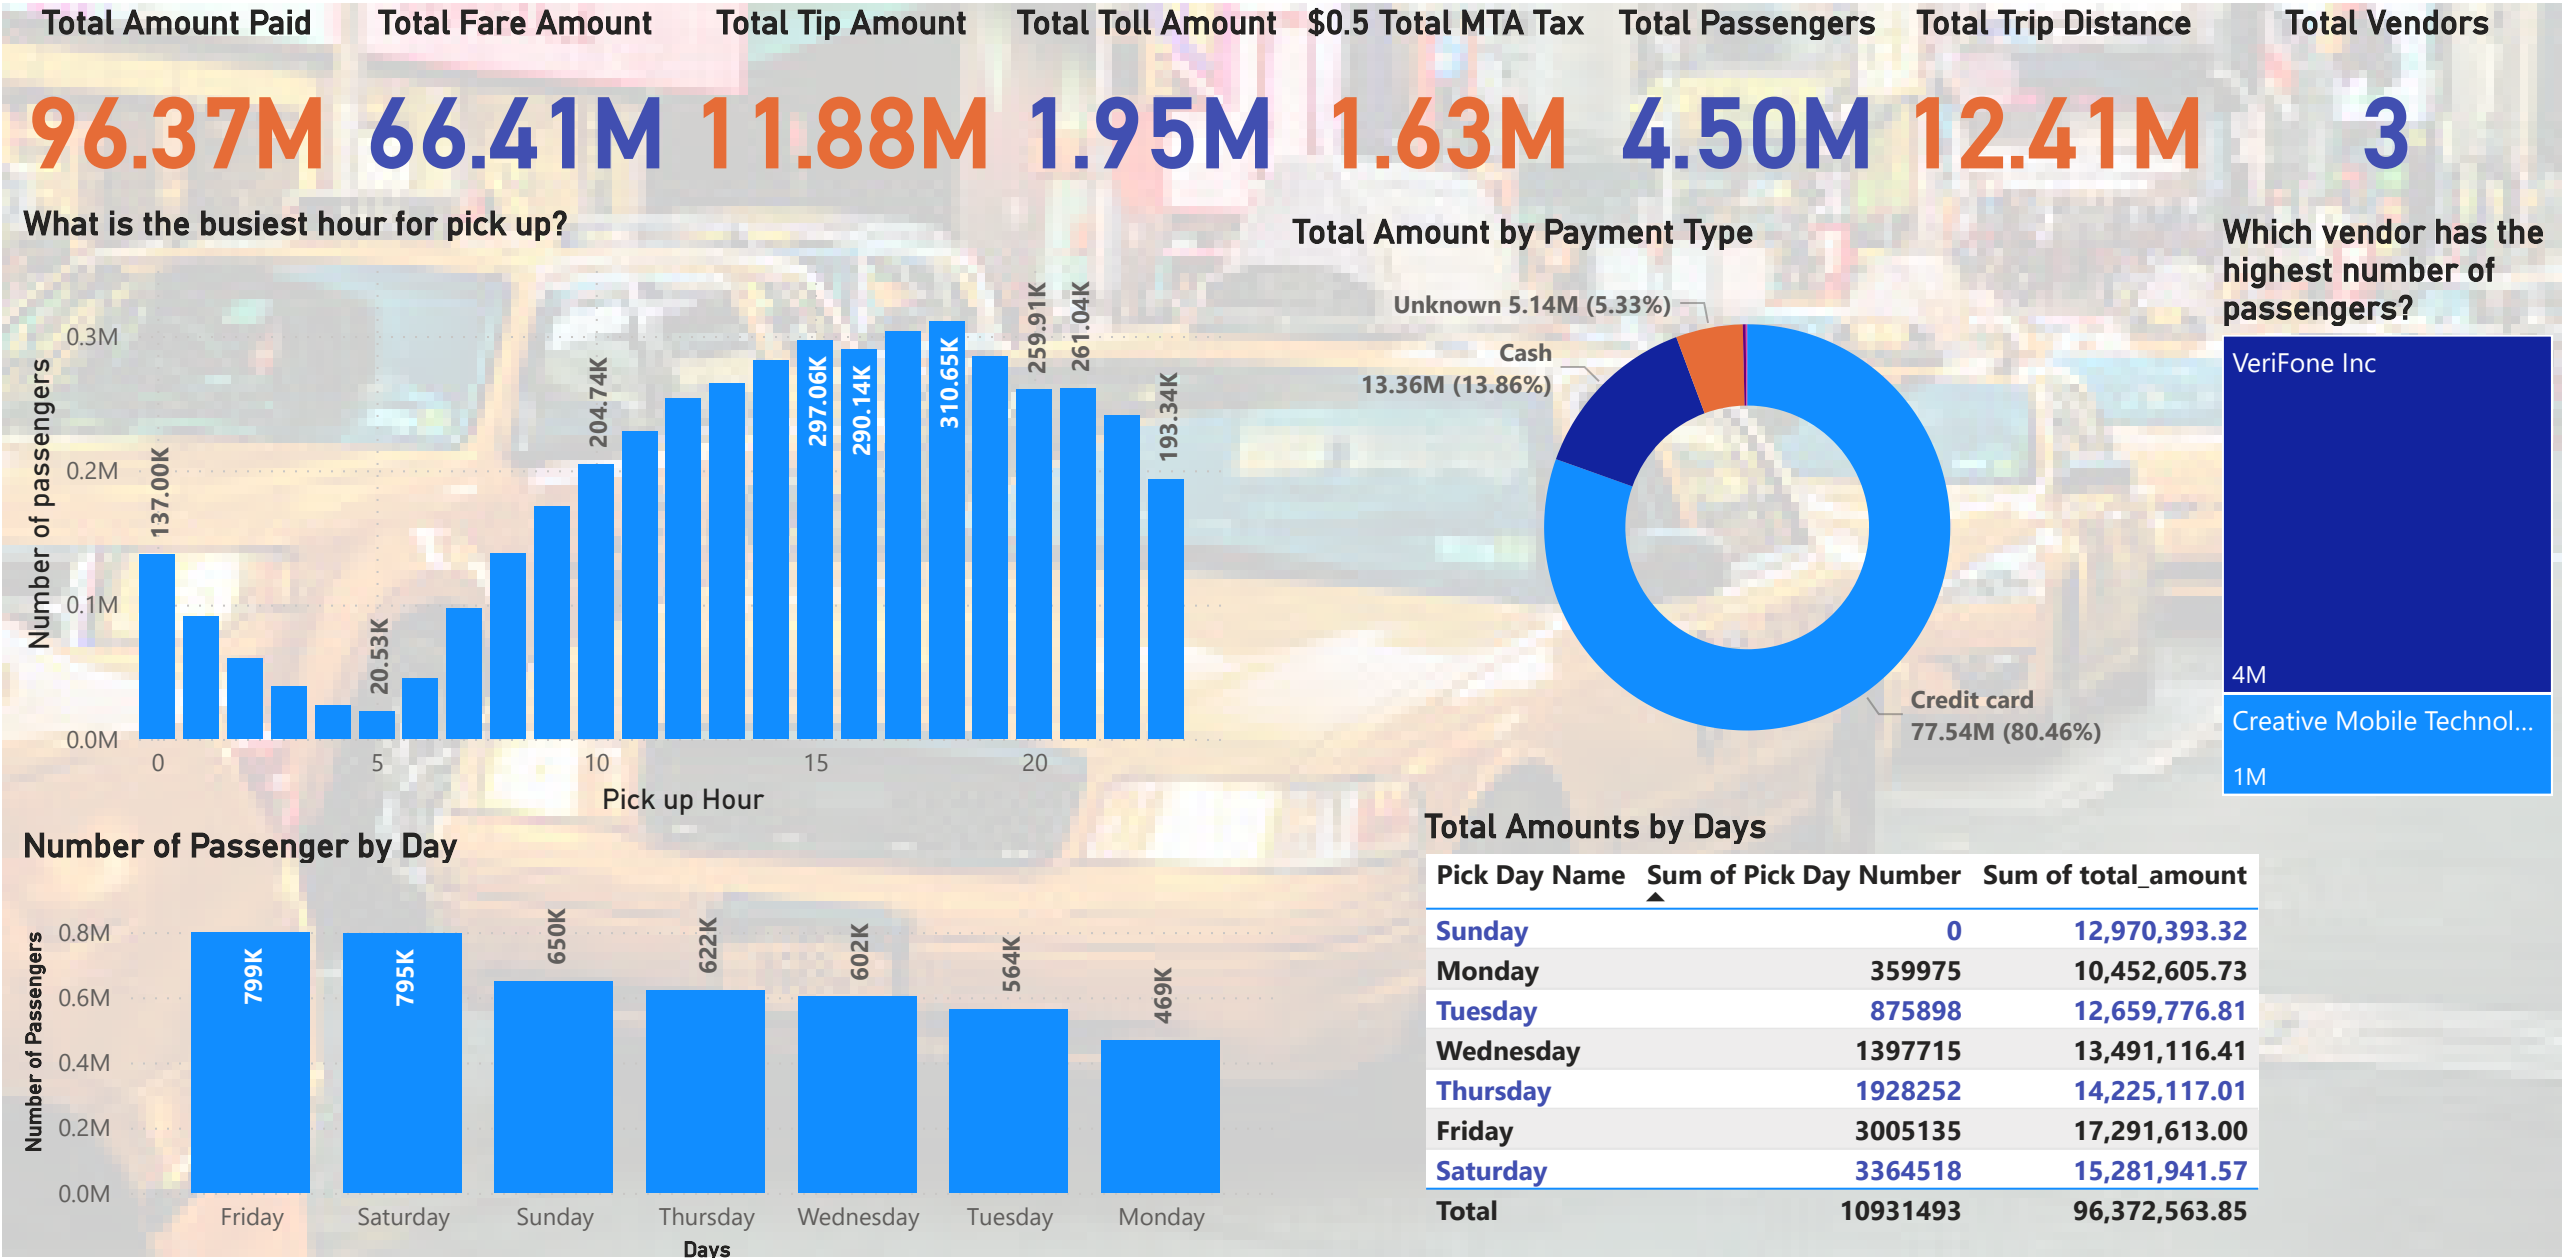 Total Amount Paid
Total Fare Amount
Total Tip Amount
Total Toll Amount
$0.5 Total MTA Tax
Total Passengers
Total Trip Distance
Total Vendors
96.37M
66.41M
11.88M
1.95M
1.63M
4.50M
12.41M
3
What is the busiest hour for pick up?
Number of passengers
0.3M
0.2M
0.1M
0.0M
137.00K
20.53K
204.74K
297.06K
290.14K
310.65K
259.91K
261.04K
193.34K
0
5
10
15
20
Pick up Hour
Total Amount by Payment Type
Unknown 5.14M (5.33%)
Cash
13.36M (13.86%)
Credit card
77.54M (80.46%)
Which vendor has the
highest number of
passengers?
VeriFone Inc
4M
Creative Mobile Technol...
1M
Number of Passenger by Day
Number of Passengers
0.8M
0.6M
0.4M
0.2M
0.0M
799K
795K
650K
622K
602K
564K
469K
Friday
Saturday
Sunday
Thursday
Wednesday
Tuesday
Monday
Days
Total Amounts by Days
Pick Day Name Sum of Pick Day Number Sum of total_amount
Sunday 0 12,970,393.32
Monday 359975 10,452,605.73
Tuesday 875898 12,659,776.81
Wednesday 1397715 13,491,116.41
Thursday 1928252 14,225,117.01
Friday 3005135 17,291,613.00
Saturday 3364518 15,281,941.57
Total 10931493 96,372,563.85